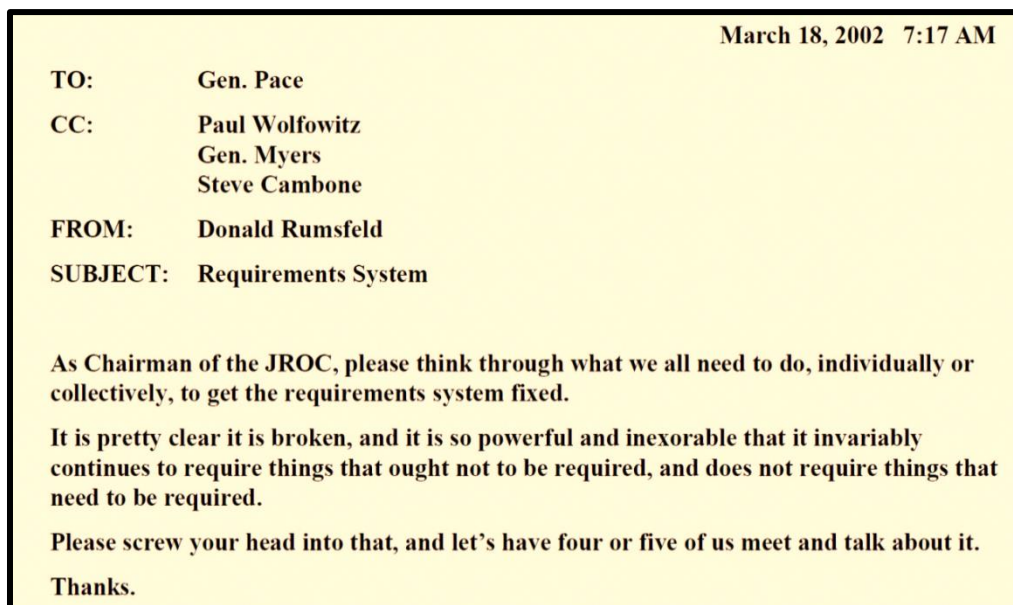 March 18, 2002 7:17 AM
TO: Gen. Pace
CC: Paul Wolfowitz
Gen. Myers
Steve Cambone
FROM: Donald Rumsfeld
SUBJECT: Requirements System
As Chairman of the JROC, please think through what we all need to do, individually or
collectively, to get the requirements system fixed.
It is pretty clear it is broken, and it is so powerful and inexorable that it invariably
continues to require things that ought not to be required, and does not require things that
need to be required.
Please screw your head into that, and let’s have four or five of us meet and talk about it.
Thanks.